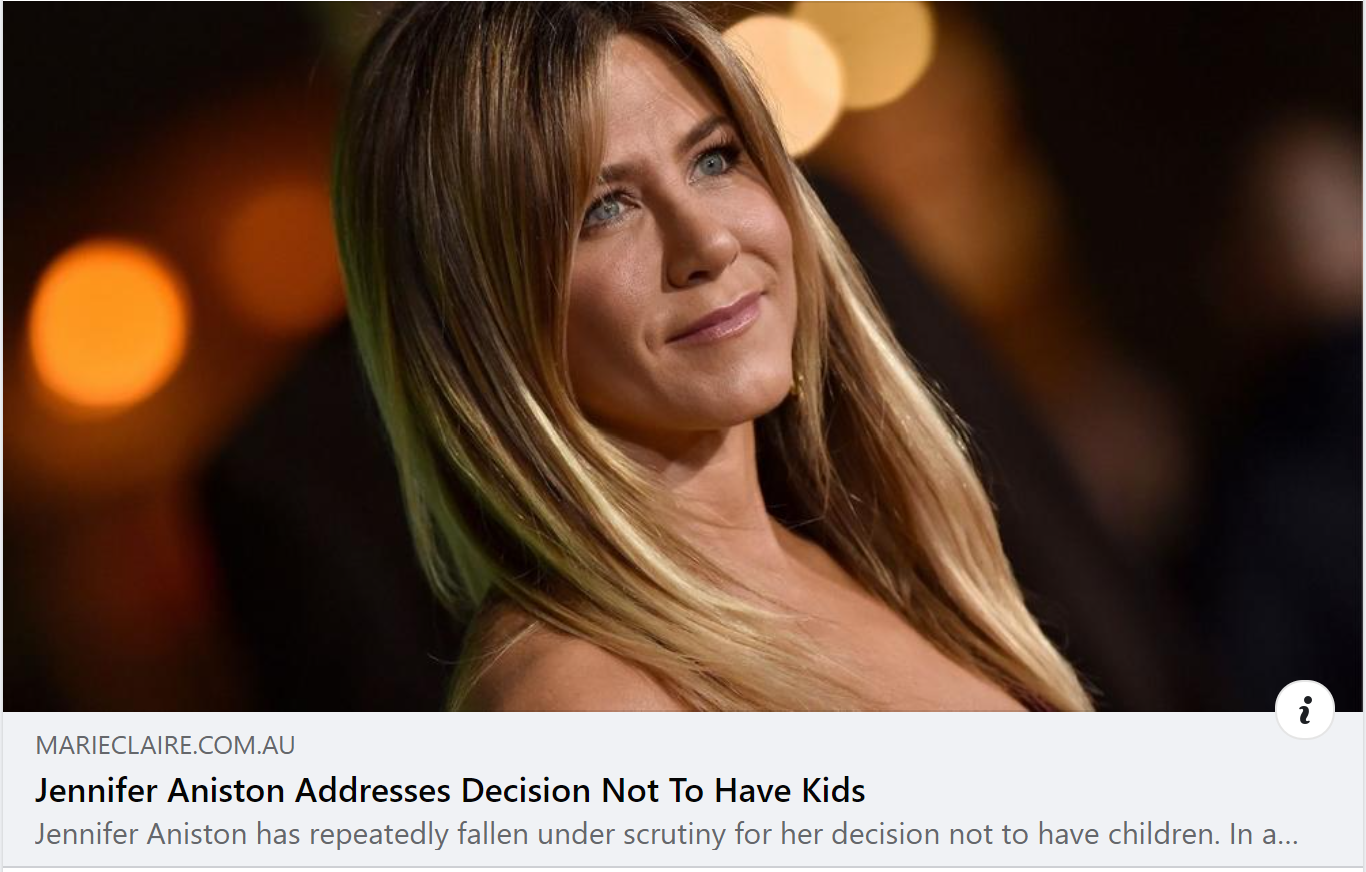 MARIECLAIRE.COM.AU
Jennifer Aniston Addresses Decision Not To Have Kids
Jennifer Aniston has repeatedly fallen under scrutiny for her decision not to have children. In a...